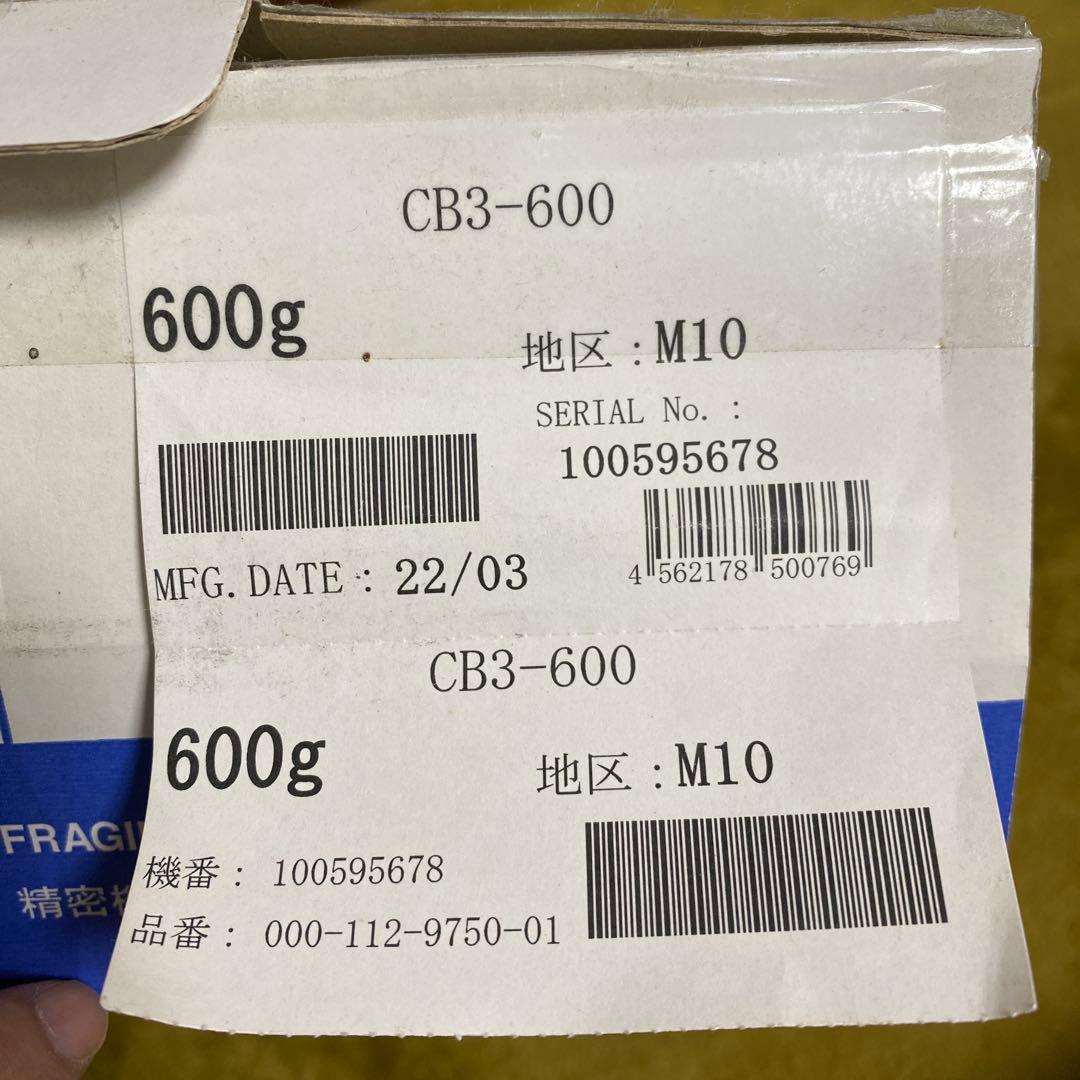 CB3-600
600g
地区 : M10
SERIAL No. :
100595678
4 562178 500769
MFG. DATE : 22/03
CB3-600
600g
地区 : M10
機番 : 100595678
品番 : 000-112-9750-01
精密